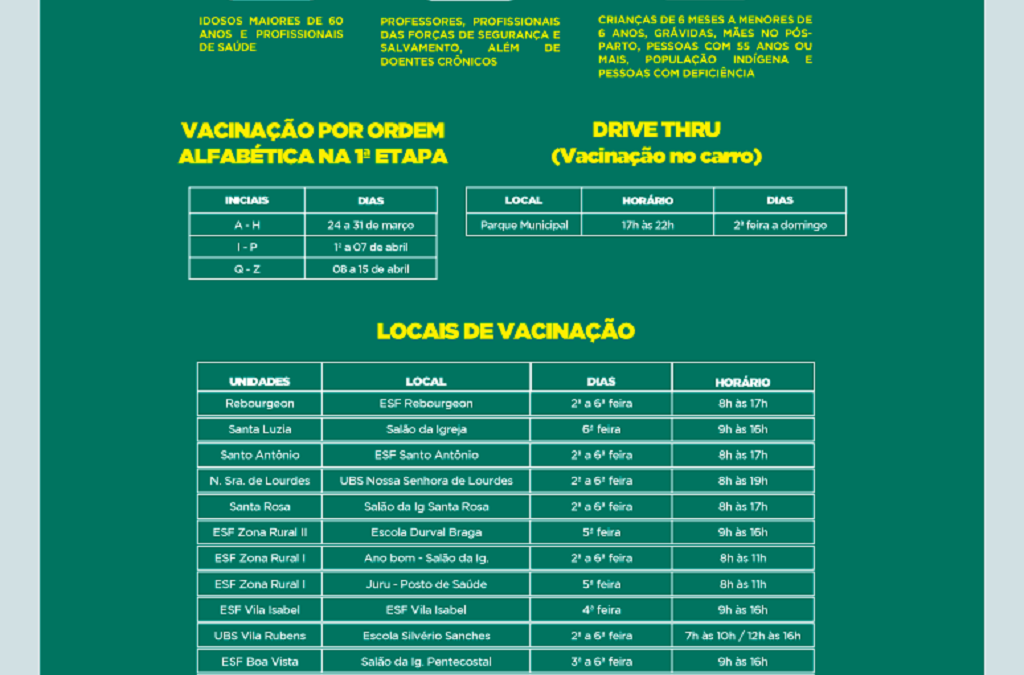 IDOSOS MAIORES DE 60
ANOS E PROFISSIONAIS
DE SAÚDE
PROFESSORES, PROFISSIONAIS
DAS FORÇAS DE SEGURANÇA E
SALVAMENTO, ALÉM DE
DOENTES CRÔNICOS
CRIANÇAS DE 6 MESES A MENORES DE
6 ANOS, GRÁVIDAS, MÃES NO PÓS-
PARTO, PESSOAS COM 55 ANOS OU
MAIS, POPULAÇÃO INDÍGENA E
PESSOAS COM DEFICIÊNCIA
VACINAÇÃO POR ORDEM
ALFABÉTICA NA 1ª ETAPA
INICIAIS DIAS
A - H 24 a 31 de março
I - P 1º a 07 de abril
Q - Z 08 a 15 de abril
DRIVE THRU
(Vacinação no carro)
LOCAL HORÁRIO DIAS
Parque Municipal 17h às 22h 2ª feira a domingo
LOCAIS DE VACINAÇÃO
UNIDADES LOCAL DIAS HORÁRIO
Rebourgeon ESF Rebourgeon 2ª a 6ª feira 8h às 17h
Santa Luzia Salão da Igreja 6ª feira 9h às 16h
Santo Antônio ESF Santo Antônio 2ª a 6ª feira 8h às 17h
N. Sra. de Lourdes UBS Nossa Senhora de Lourdes 2ª a 6ª feira 8h às 19h
Santa Rosa Salão da Ig Santa Rosa 2ª a 6ª feira 8h às 17h
ESF Zona Rural II Escola Durval Braga 5ª feira 9h às 16h
ESF Zona Rural I Ano bom - Salão da Ig. 2ª a 6ª feira 8h às 11h
ESF Zona Rural I Juru - Posto de Saúde 5ª feira 8h às 11h
ESF Vila Isabel ESF Vila Isabel 4ª feira 9h às 16h
UBS Vila Rubens Escola Silvério Sanches 2ª a 6ª feira 7h às 10h / 12h às 16h
ESF Boa Vista Salão da Ig. Pentecostal 3ª a 6ª feira 9h às 16h